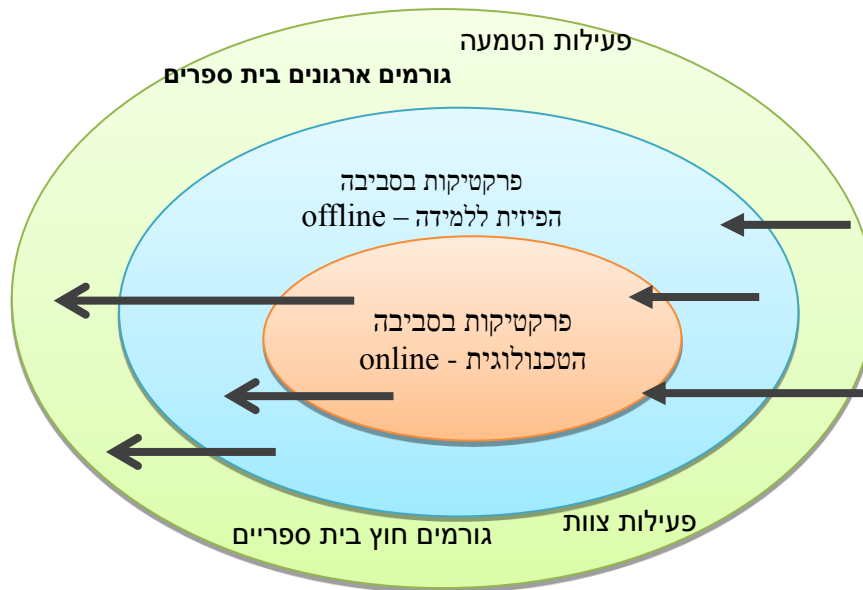 פעילות הטמעה
גורמים ארגונים בית ספרים
פרקטיקות בסביבה
הפיזית ללמידה – offline
פרקטיקות בסביבה
הטכנולוגית - online
פעילות צוות
גורמים חוץ בית ספריים